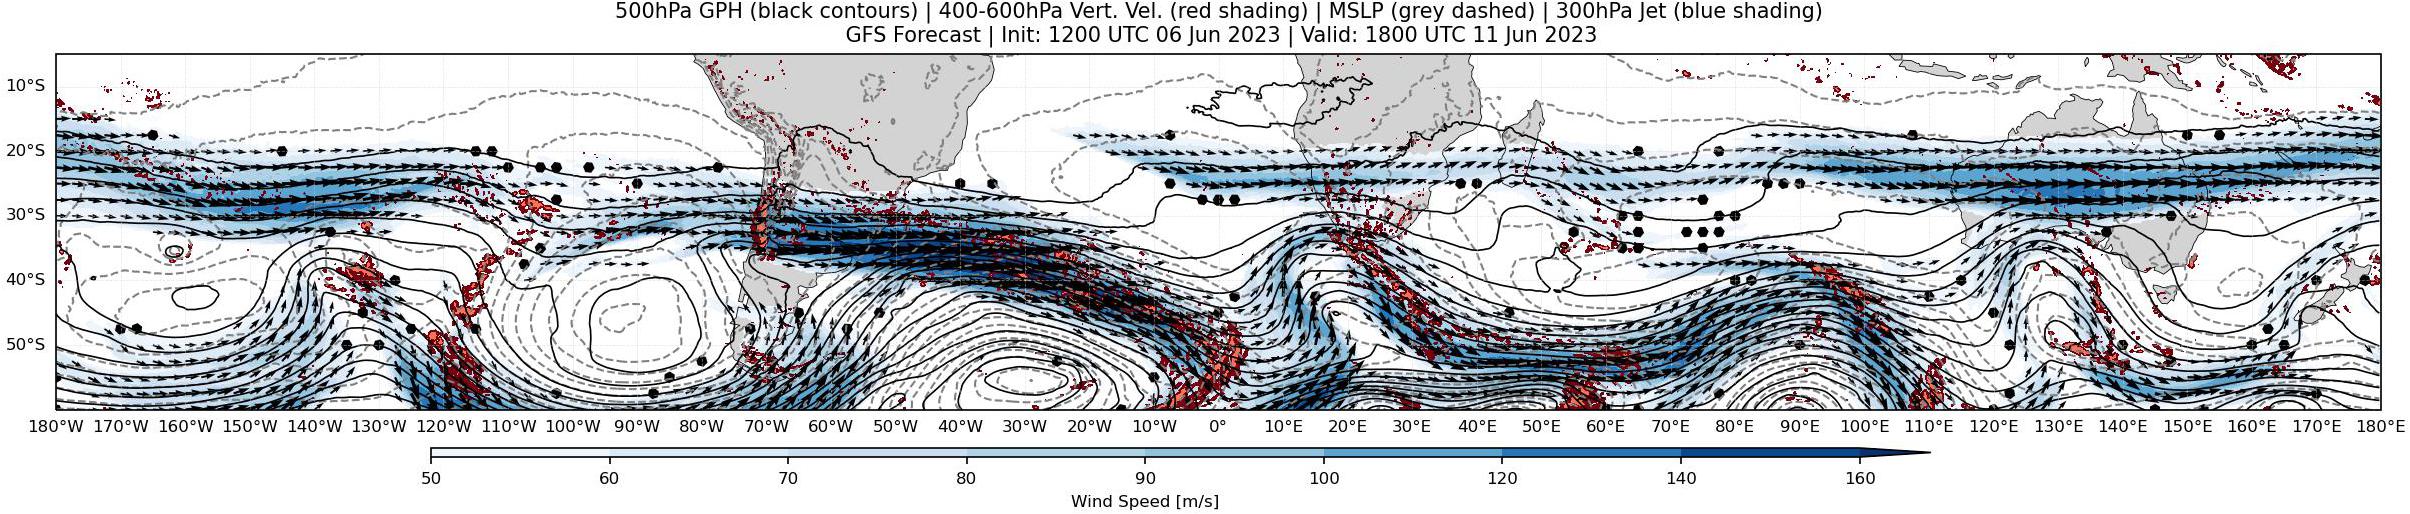 500hPa GPH (black contours) | 400-600hPa Vert. Vel. (red shading) | MSLP (grey dashed) | 300hPa Jet (blue shading)
GFS Forecast | Init: 1200 UTC 06 Jun 2023 | Valid: 1800 UTC 11 Jun 2023
10°S
20°S
30°S
40°S
50°S
180°W 170°W 160°W 150°W 140°W 130°W 120°W 110°W 100°W 90°W 80°W 70°W 60°W 50°W 40°W 30°W 20°W 10°W 0° 10°E 20°E 30°E 40°E 50°E 60°E 70°E 80°E 90°E 100°E 110°E 120°E 130°E 140°E 150°E 160°E 170°E 180°E
50 60 70 80 90 100 120 140 160
Wind Speed [m/s]